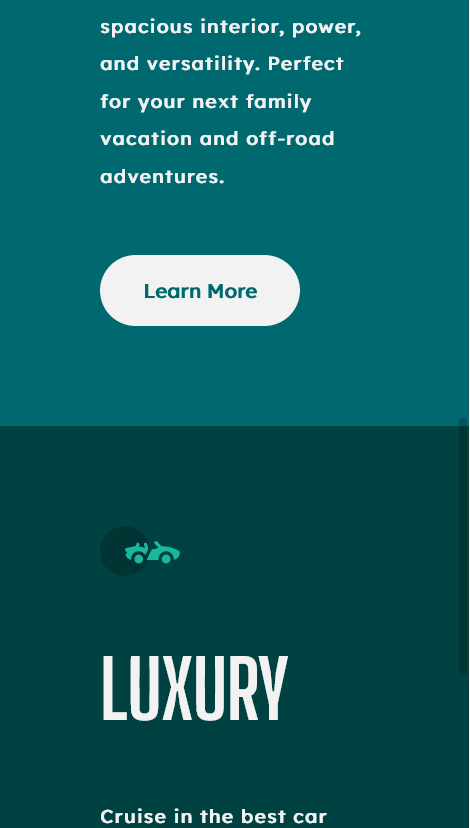 spacious interior, power,
and versatility. Perfect
for your next family
vacation and off-road
adventures.
Learn More
LUXURY
Cruise in the best car